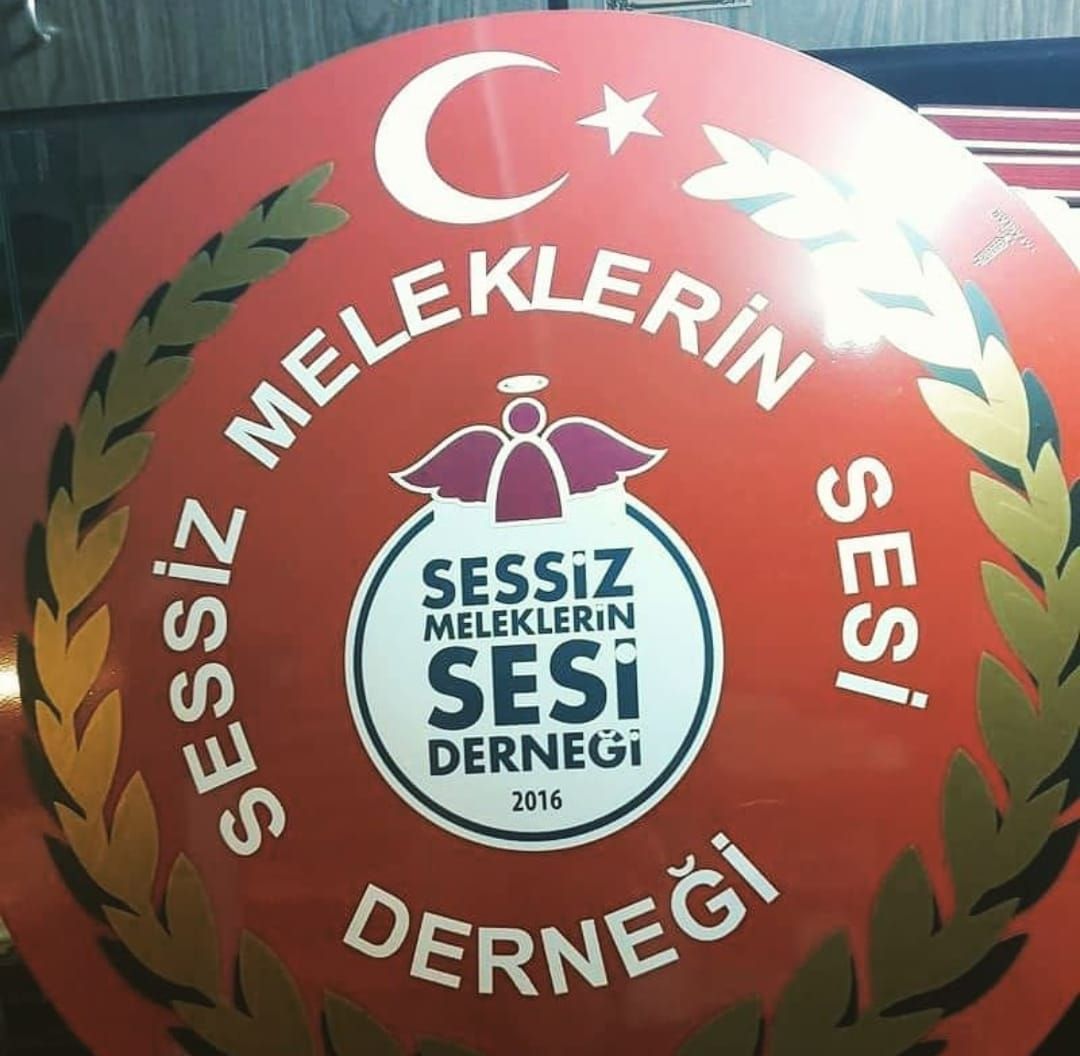 SESSİZ MELEKLERİN SESİ
DERNEĞİ
SESSİZ
MELEKLERİN
SESİ
DERNEĞİ
2016